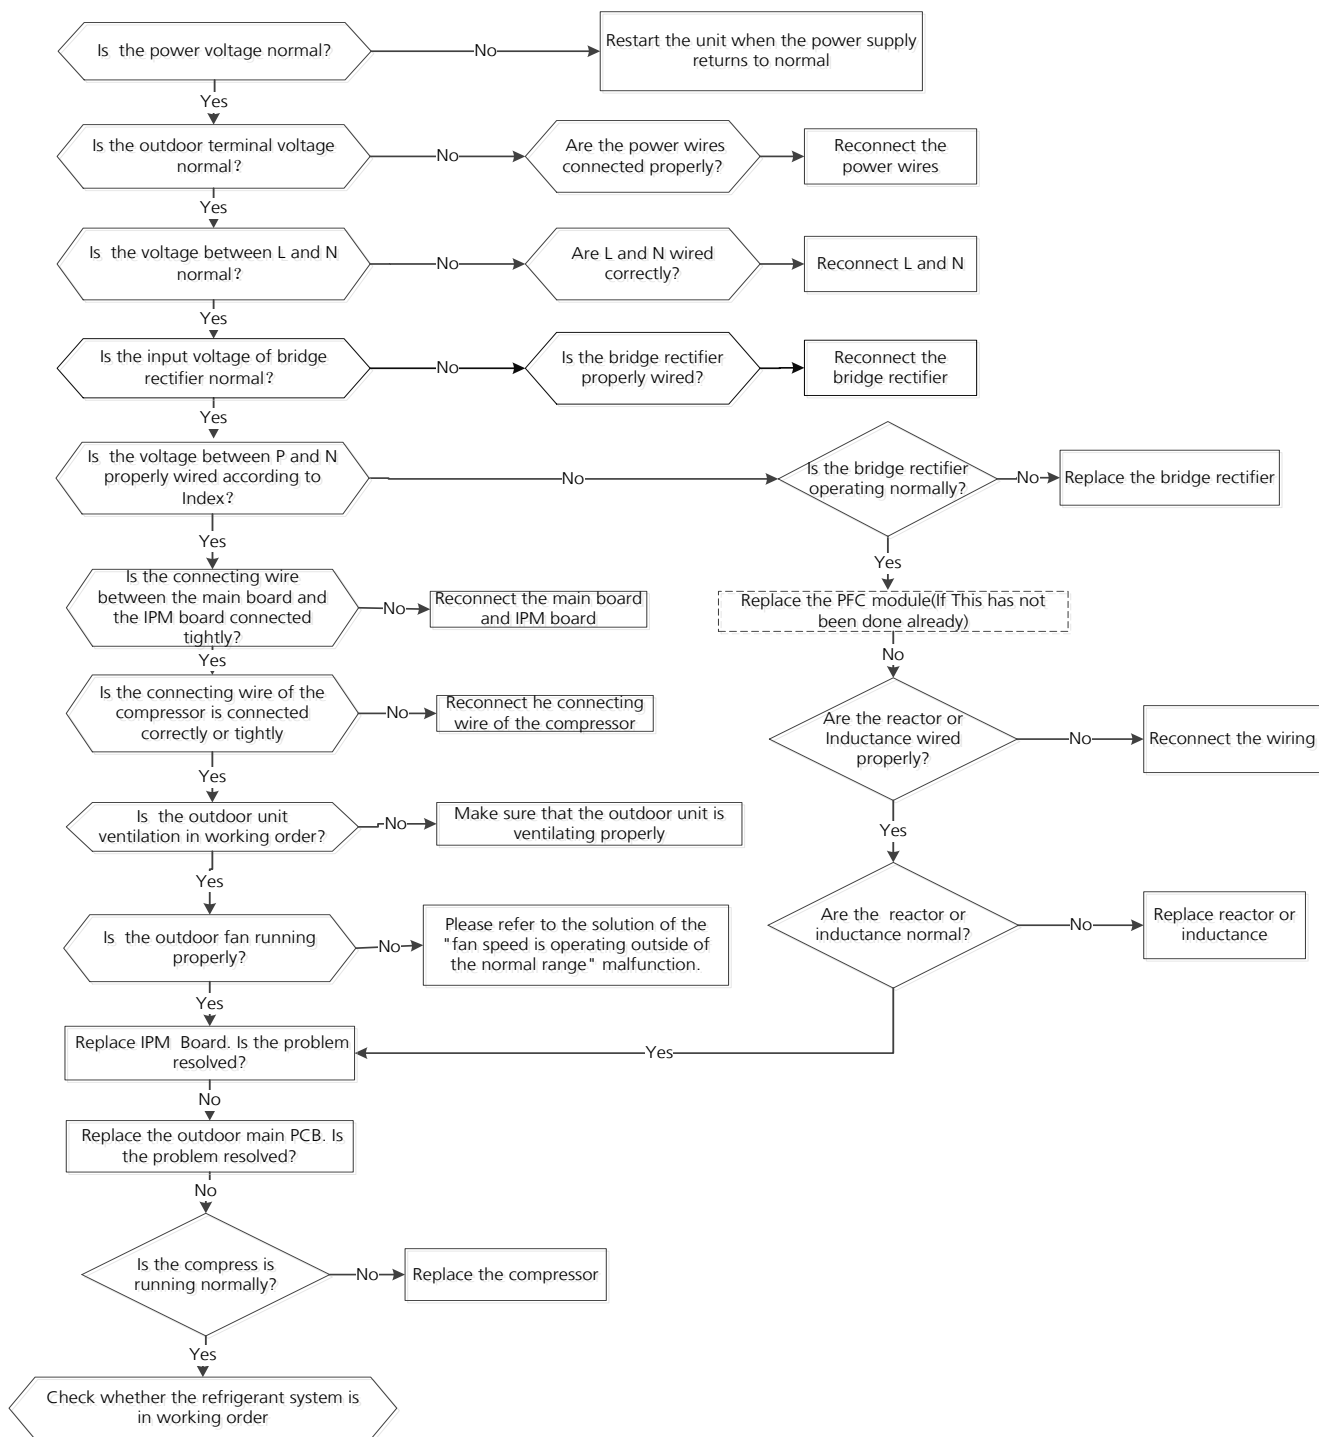 Is the power voltage normal?
No
Restart the unit when the power supply
returns to normal
Yes
Is the outdoor terminal voltage
normal?
No
Are the power wires
connected properly?
Reconnect the
power wires
Yes
Is the voltage between L and N
normal?
No
Are L and N wired
correctly?
Reconnect L and N
Yes
Is the input voltage of bridge
rectifier normal?
No
Is the bridge rectifier
properly wired?
Reconnect the
bridge rectifier
Yes
Is the voltage between P and N
properly wired according to
Index?
No
Is the bridge rectifier
operating normally?
No
Replace the bridge rectifier
Yes
Yes
Is the connecting wire
between the main board and
the IPM board connected
tightly?
No
Reconnect the main board
and IPM board
Replace the PFC module(If This has not
been done already)
Yes
No
Is the connecting wire of the
compressor is connected
correctly or tightly
No
Reconnect he connecting
wire of the compressor
Are the reactor or
Inductance wired
properly?
No
Reconnect the wiring
Yes
Is the outdoor unit
ventilation in working order?
No
Make sure that the outdoor unit is
ventilating properly
Yes
Yes
Is the outdoor fan running
properly?
No
Please refer to the solution of the
"fan speed is operating outside of
the normal range" malfunction.
Are the reactor or
inductance normal?
No
Replace reactor or
inductance
Yes
Replace IPM Board. Is the problem
resolved?
Yes
No
Replace the outdoor main PCB. Is
the problem resolved?
No
Is the compress is
running normally?
No
Replace the compressor
Yes
Check whether the refrigerant system is
in working order